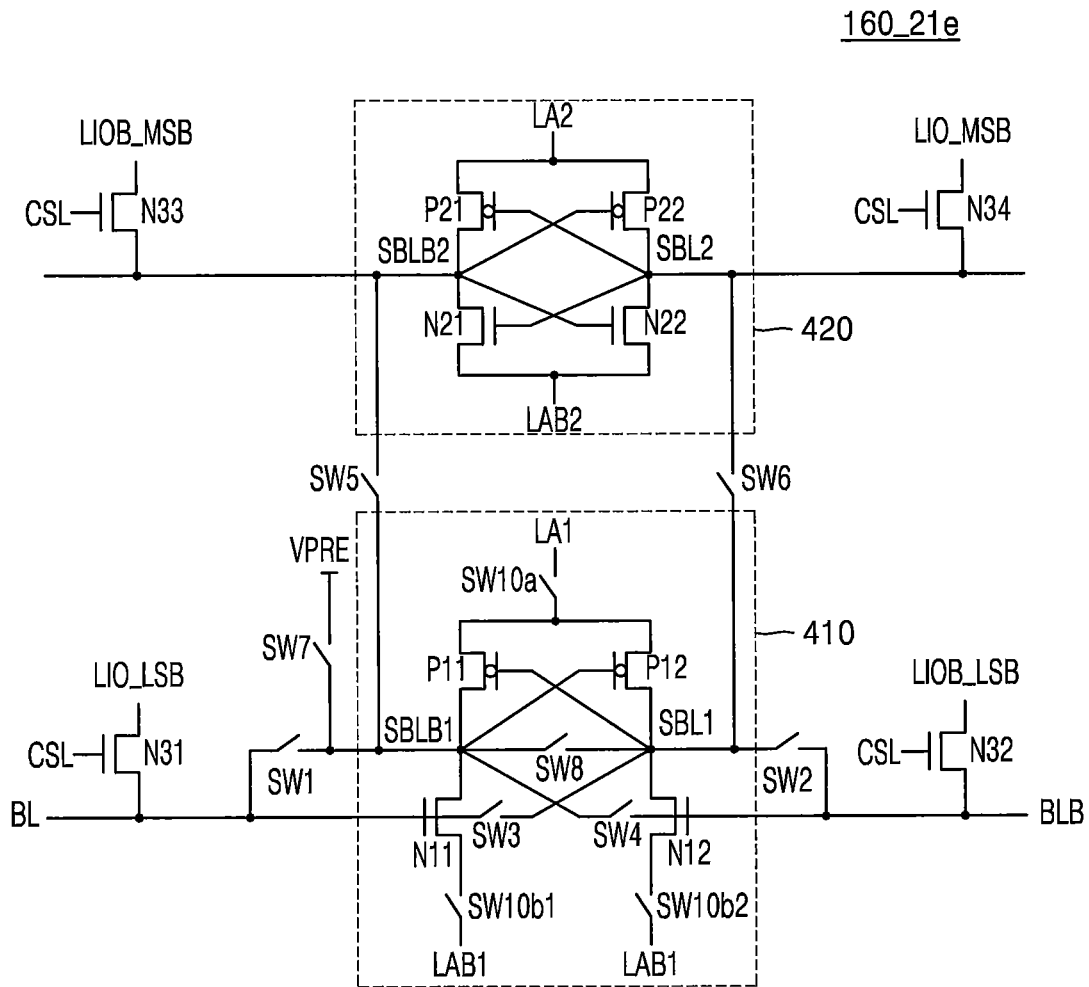 160_21e
LA2
LIOB_MSB
LIO_MSB
CSL
N33
P21
P22
CSL
N34
SBLB2
SBL2
N21
N22
420
LAB2
SW5
SW6
LA1
VPRE
SW10a
410
SW7
P11
P12
LIO_LSB
LIOB_LSB
SBLB1
SBL1
CSL
N31
SW1
SW8
SW2
CSL
N32
BL
SW3
SW4
BLB
N11
N12
SW10b1
SW10b2
LAB1
LAB1